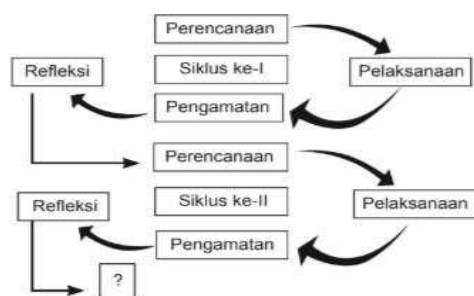 Perencanaan
Refleksi
Siklus ke-I
Pelaksanaan
Pengamatan
Perencanaan
Refleksi
Siklus ke-II
Pelaksanaan
Pengamatan
?